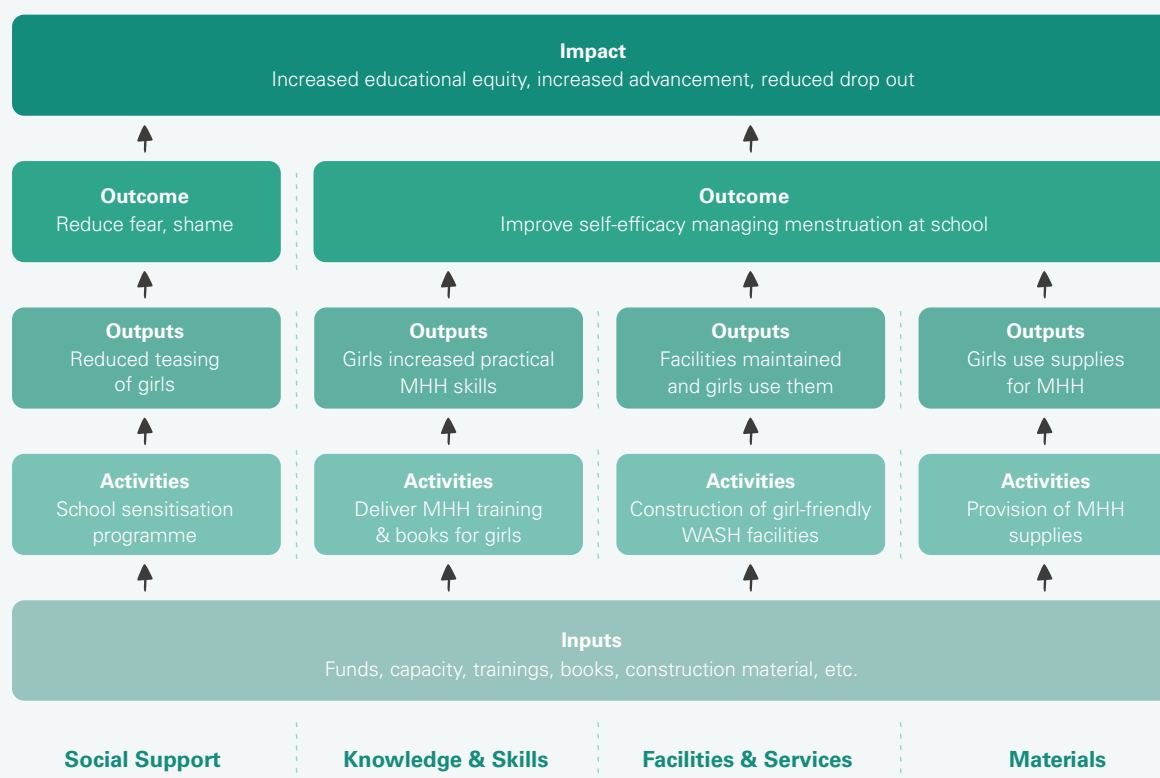 Impact
Increased educational equity, increased advancement, reduced drop out
Outcome
Reduce fear, shame
Outcome
Improve self-efficacy managing menstruation at school
Outputs
Reduced teasing
of girls
Outputs
Girls increased practical
MHH skills
Outputs
Facilities maintained
and girls use them
Outputs
Girls use supplies
for MHH
Activities
School sensitisation
programme
Activities
Deliver MHH training
& books for girls
Activities
Construction of girl-friendly
WASH facilities
Activities
Provision of MHH
supplies
Inputs
Funds, capacity, trainings, books, construction material, etc.
Social Support
Knowledge & Skills
Facilities & Services
Materials